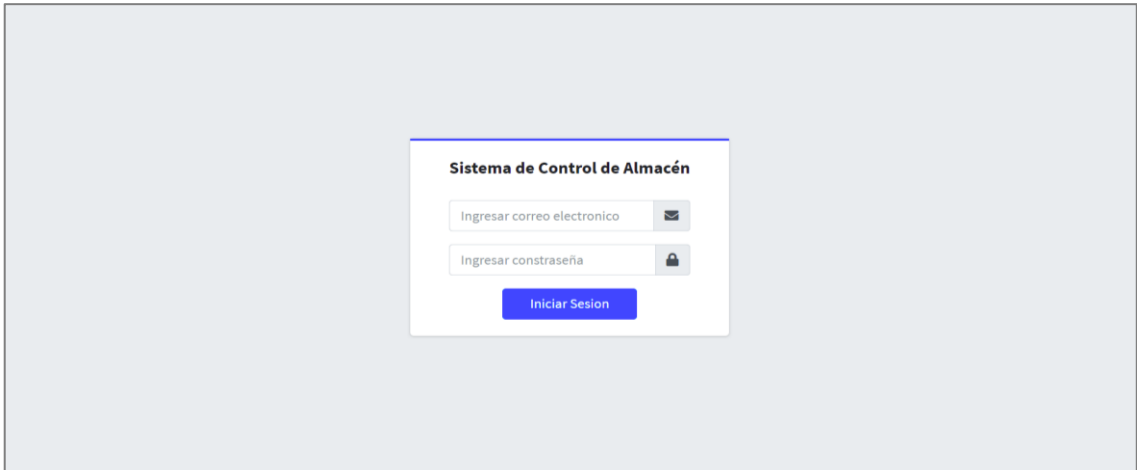 Sistema de Control de Almacén
Ingresar correo electronico
Ingresar constraseña
Iniciar Sesion